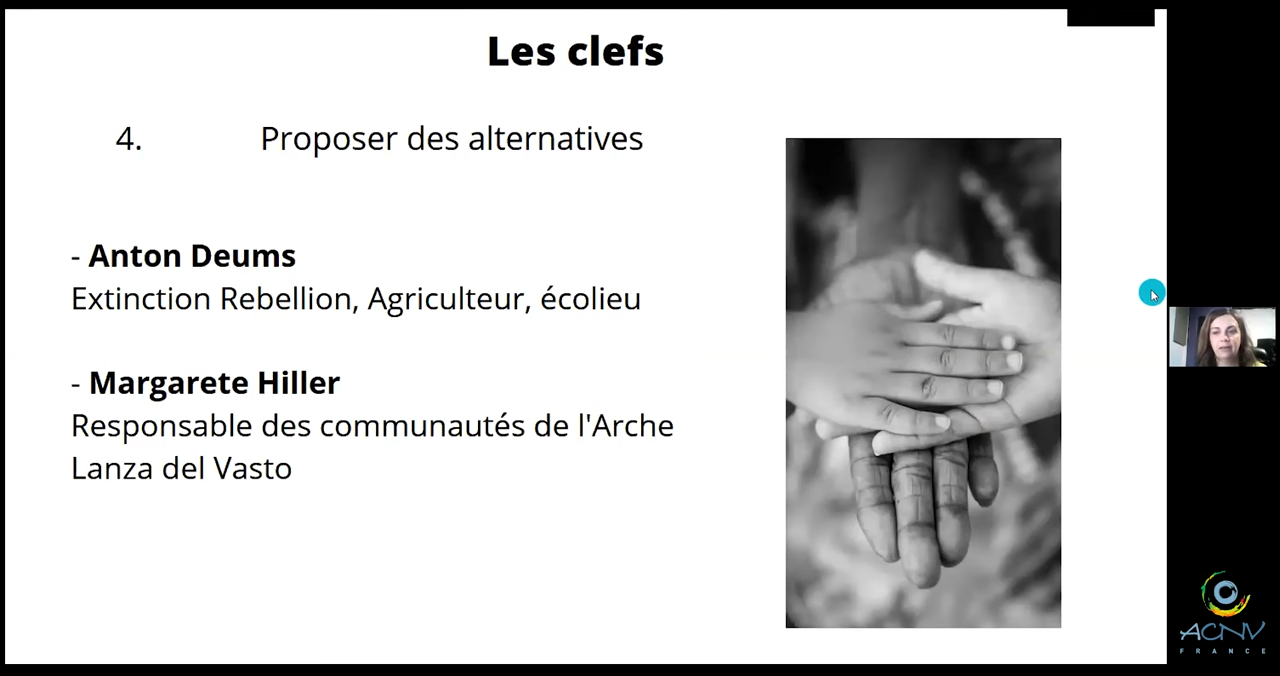 Les clefs
4. Proposer des alternatives
- Anton Deums
Extinction Rebellion, Agriculteur, écolieu
- Margarete Hiller
Responsable des communautés de l'Arche
Lanza del Vasto
ACNV
FRANCE